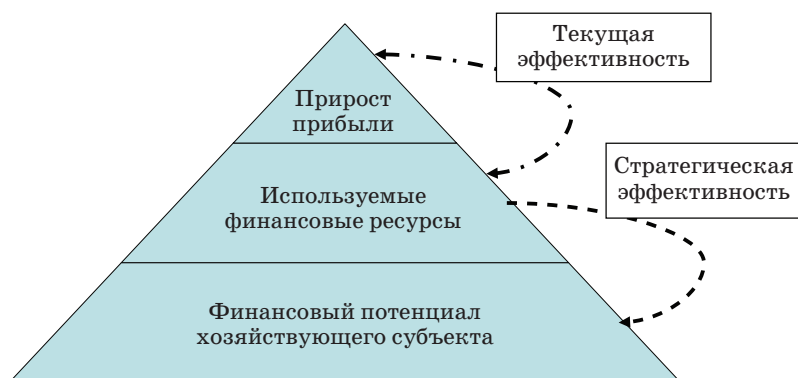 Текущая
эффективность
Прирост
прибыли
Стратегическая
эффективность
Используемые
финансовые ресурсы
Финансовый потенциал
хозяйствующего субъекта